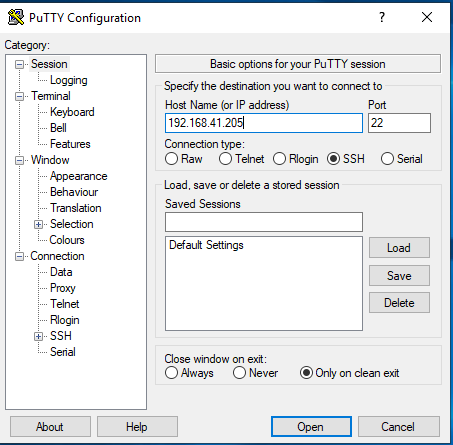 PuTTY Configuration
?
Category:
Session
Logging
Terminal
Keyboard
Bell
Features
Window
Appearance
Behaviour
Translation
Selection
Colours
Connection
Data
Proxy
Telnet
Rlogin
SSH
Serial
Basic options for your PuTTY session
Specify the destination you want to connect to
Host Name (or IP address) Port
192.168.41.205 22
Connection type:
Raw Telnet Rlogin SSH Serial
Load, save or delete a stored session
Saved Sessions
Default Settings
Load
Save
Delete
Close window on exit:
Always Never Only on clean exit
About Help Open Cancel